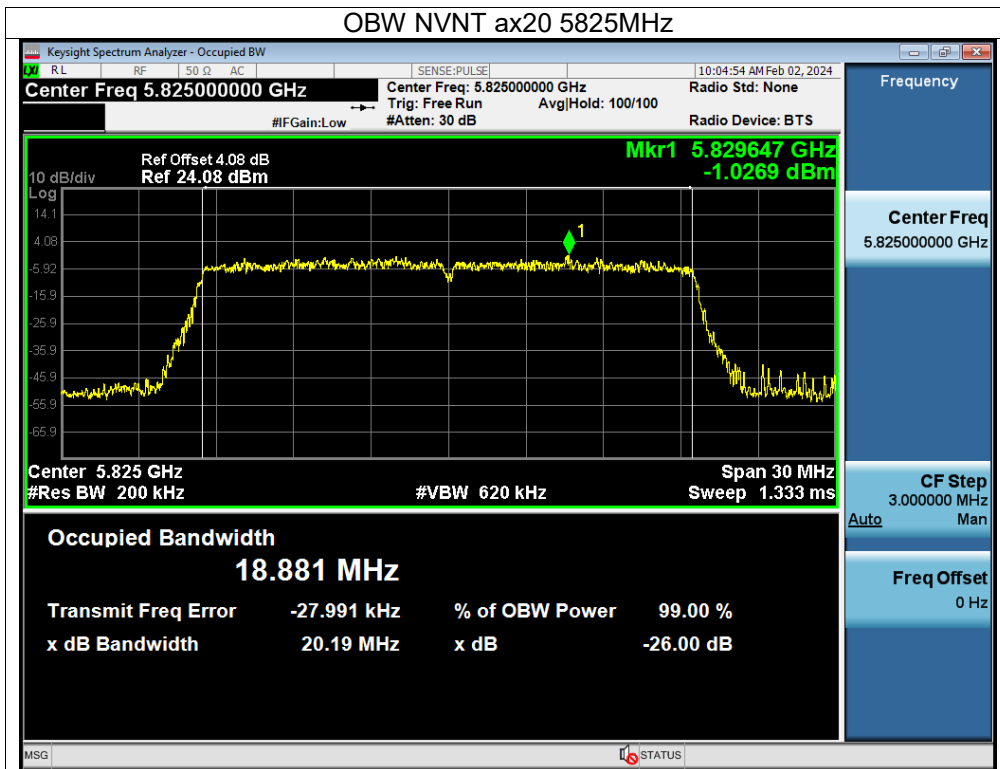 OBW NVNT ax20 5825MHz
Keysight Spectrum Analyzer - Occupied BW
LXI RL RF 50 Ω AC SENSE:PULSE 10:04:54 AM Feb 02, 2024
Center Freq 5.825000000 GHz Center Freq: 5.825000000 GHz Radio Std: None
Trig: Free Run Avg|Hold: 100/100
#IFGain:Low #Atten: 30 dB Radio Device: BTS
Mkr1 5.829647 GHz
-1.0269 dBm
Ref Offset 4.08 dB
10 dB/div Ref 24.08 dBm
Log
14.1
4.08
-5.92
-15.9
-25.9
-35.9
-45.9
-55.9
-65.9
1
Center 5.825 GHz Span 30 MHz
#Res BW 200 kHz #VBW 620 kHz Sweep 1.333 ms
Occupied Bandwidth
18.881 MHz
Transmit Freq Error -27.991 kHz % of OBW Power 99.00 %
x dB Bandwidth 20.19 MHz x dB -26.00 dB
Frequency
Center Freq
5.825000000 GHz
CF Step
3.000000 MHz
Auto Man
Freq Offset
0 Hz
MSG STATUS